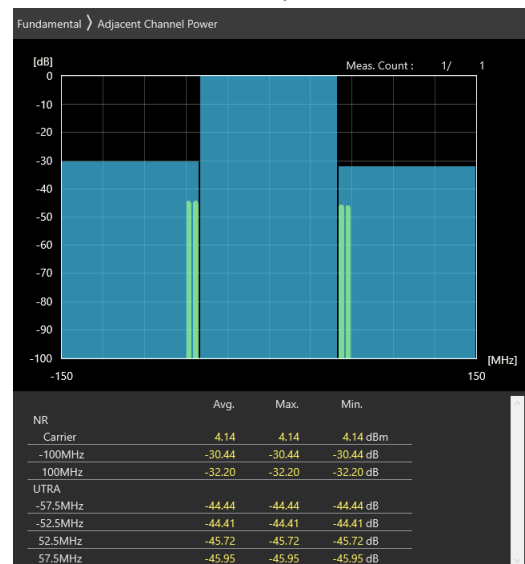 Fundamental 〉 Adjacent Channel Power
[dB]
Meas. Count : 1/ 1
0
-10
-20
-30
-40
-50
-60
-70
-80
-90
-100
[MHz]
-150 150
Avg. Max. Min.
NR
Carrier 4.14 4.14 4.14 dBm
-100MHz -30.44 -30.44 -30.44 dB
100MHz -32.20 -32.20 -32.20 dB
UTRA
-57.5MHz -44.44 -44.44 -44.44 dB
-52.5MHz -44.41 -44.41 -44.41 dB
52.5MHz -45.72 -45.72 -45.72 dB
57.5MHz -45.95 -45.95 -45.95 dB